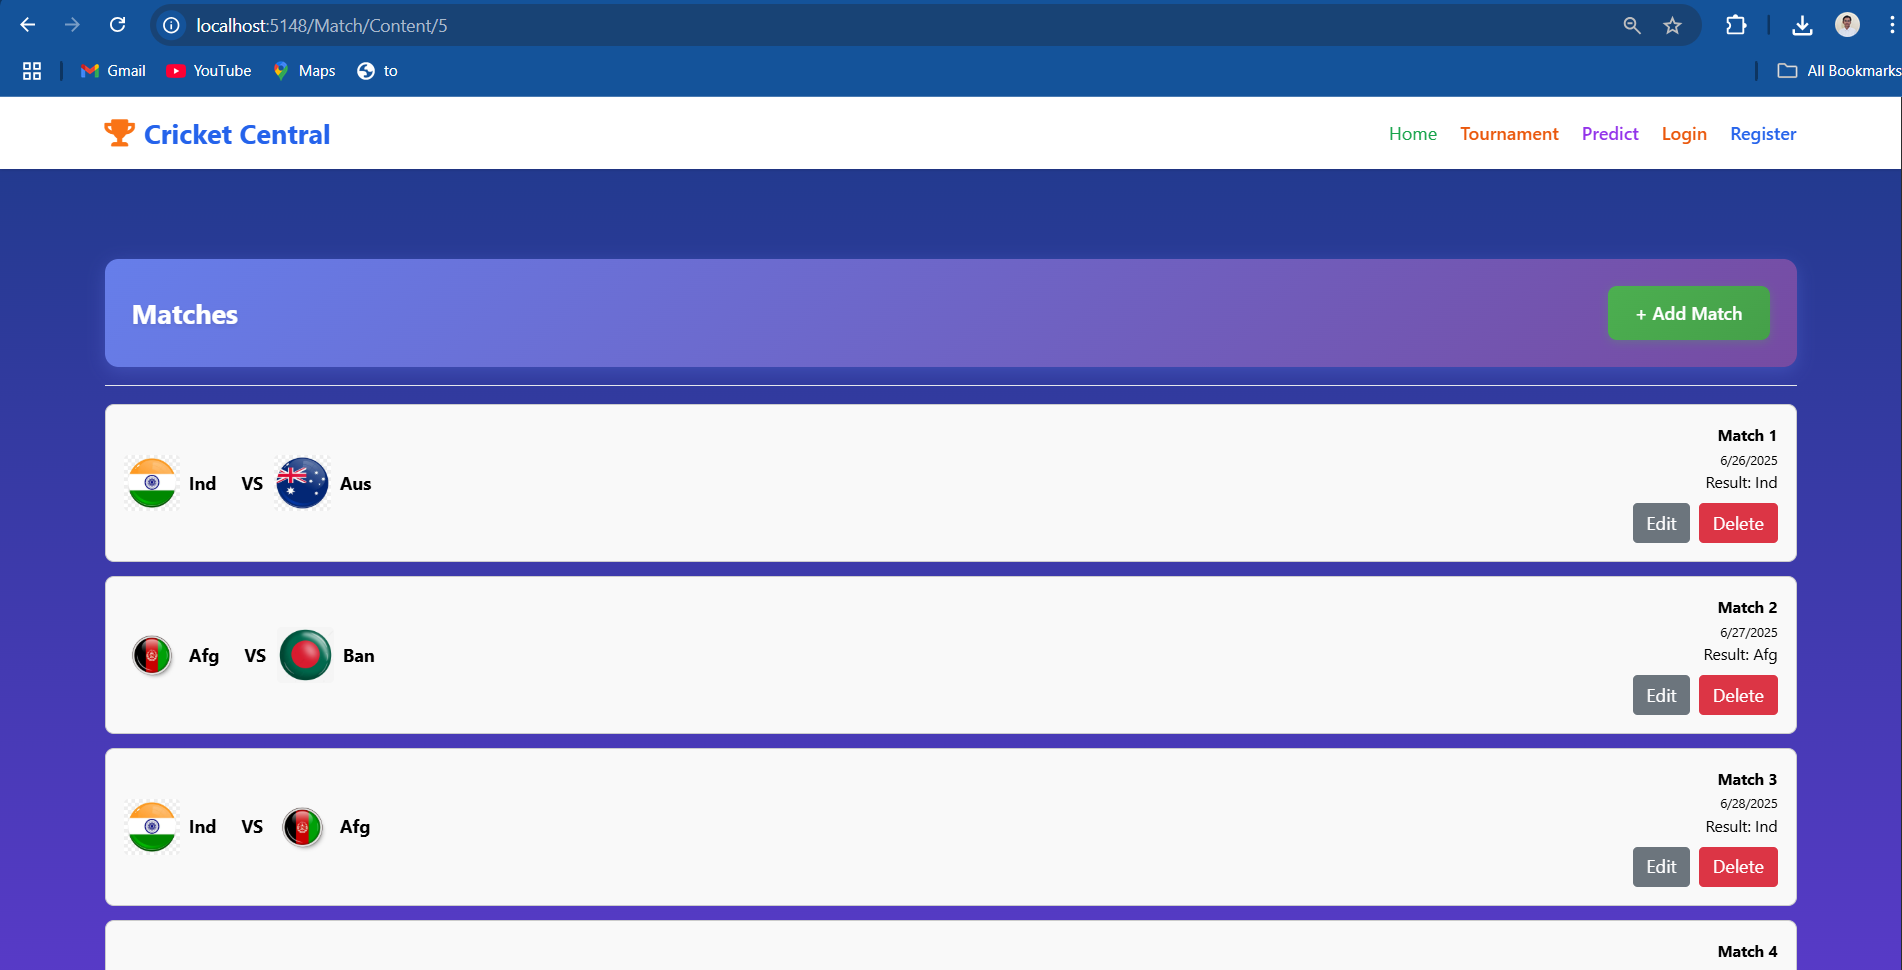 localhost:5148/Match/Content/5
Gmail YouTube Maps to All Bookmarks
Cricket Central Home Tournament Predict Login Register
Matches + Add Match
Match 1
6/26/2025
Ind VS Aus Result: Ind
Edit Delete
Match 2
6/27/2025
Afg VS Ban Result: Afg
Edit Delete
Match 3
6/28/2025
Ind VS Afg Result: Ind
Edit Delete
Match 4